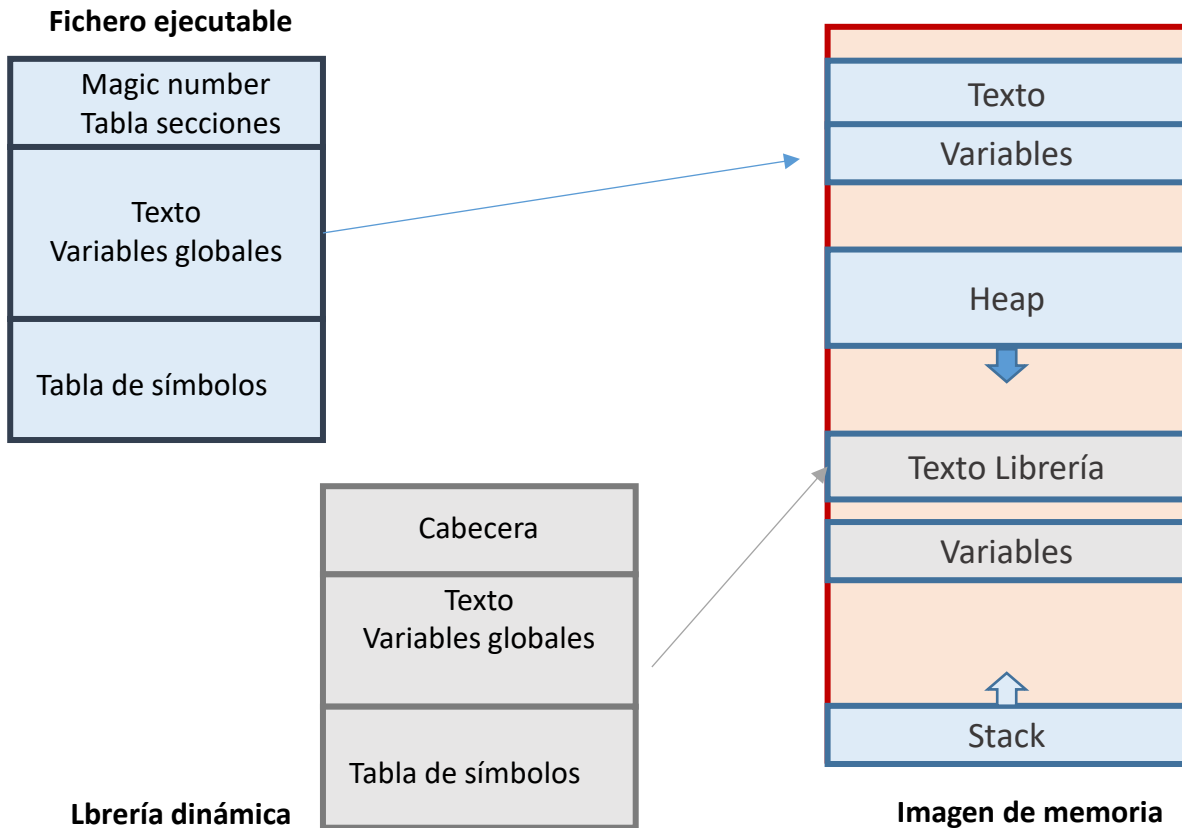 Fichero ejecutable
Magic number
Tabla secciones
Texto
Variables globales
Tabla de símbolos
Cabecera
Texto
Variables globales
Tabla de símbolos
Lbrería dinámica
Texto
Variables
Heap
Texto Librería
Variables
Stack
Imagen de memoria